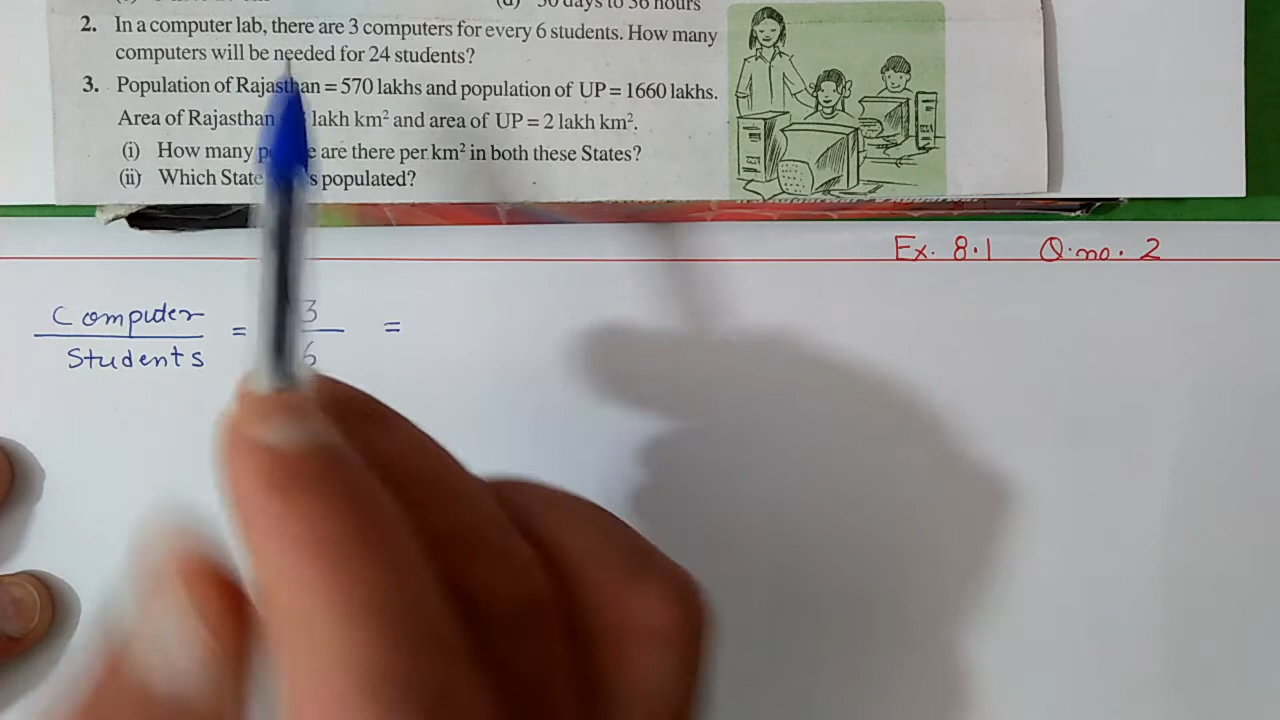 (d) 30 days to 36 hours
2. In a computer lab, there are 3 computers for every 6 students. How many
computers will be needed for 24 students?
3. Population of Rajasthan = 570 lakhs and population of UP = 1660 lakhs.
Area of Rajasthan lakh km² and area of UP = 2 lakh km².
(i) How many are there per km² in both these States?
(ii) Which State populated?
Ex. 8.1 Q.no. 2
Computer = 3 =
Students 6